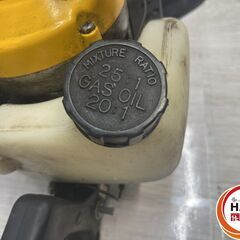 MIXTURE RATIO
25:1
GAS OIL
20:1